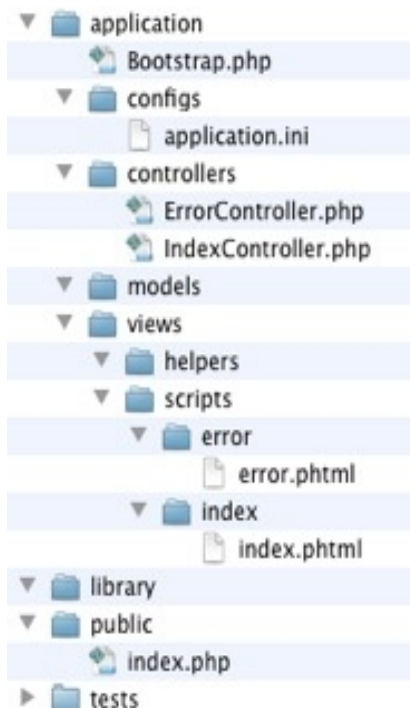 application
Bootstrap.php
configs
application.ini
controllers
ErrorController.php
IndexController.php
models
views
helpers
scripts
error
error.phtml
index
index.phtml
library
public
index.php
tests